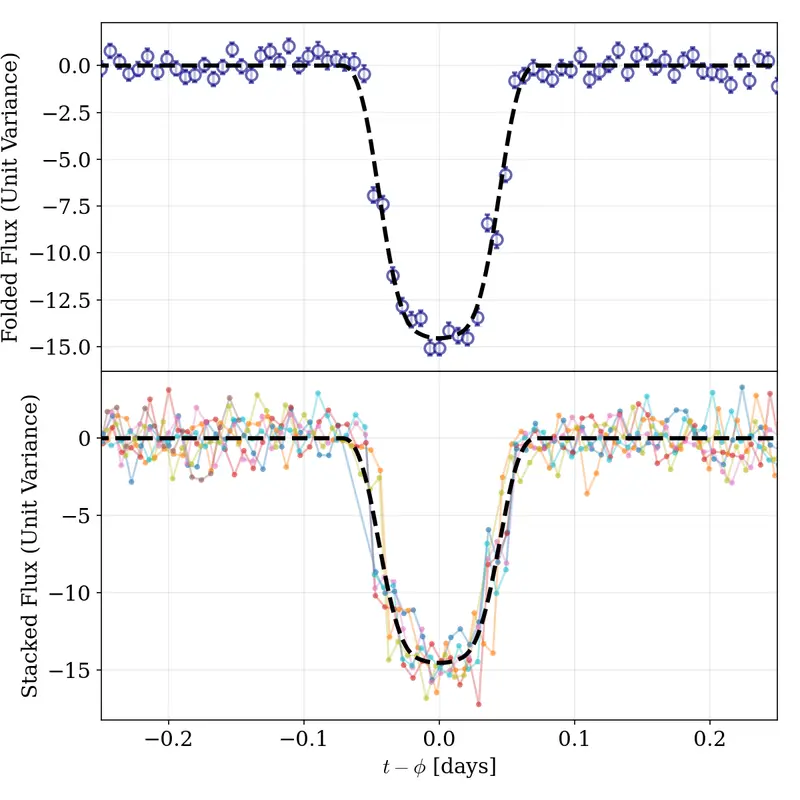 Folded Flux (Unit Variance)
0.0
−2.5
−5.0
−7.5
−10.0
−12.5
−15.0
Stacked Flux (Unit Variance)
0
−5
−10
−15
−0.2 −0.1 0.0 0.1 0.2
t − ϕ [days]